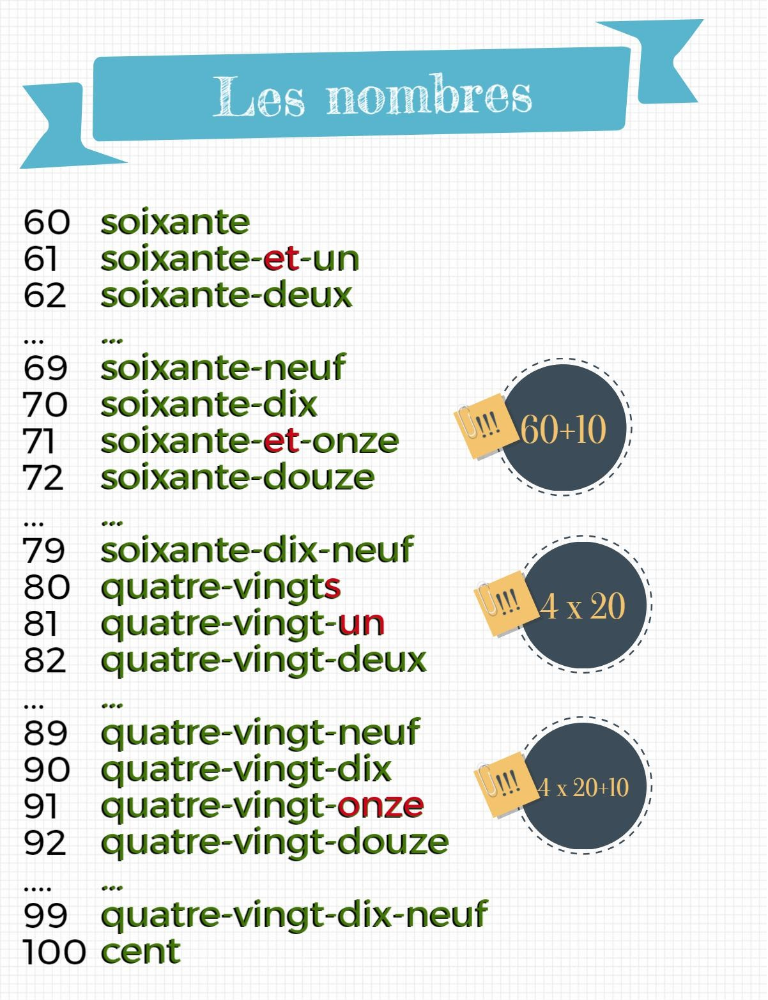 Les nombres
60 soixante
61 soixante-et-un
62 soixante-deux
... ...
69 soixante-neuf
70 soixante-dix
71 soixante-et-onze
72 soixante-douze
!!! 60+10
... ...
79 soixante-dix-neuf
80 quatre-vingts
81 quatre-vingt-un
82 quatre-vingt-deux
!!! 4 x 20
... ...
89 quatre-vingt-neuf
90 quatre-vingt-dix
91 quatre-vingt-onze
92 quatre-vingt-douze
!!! 4 x 20+10
.... ...
99 quatre-vingt-dix-neuf
100 cent